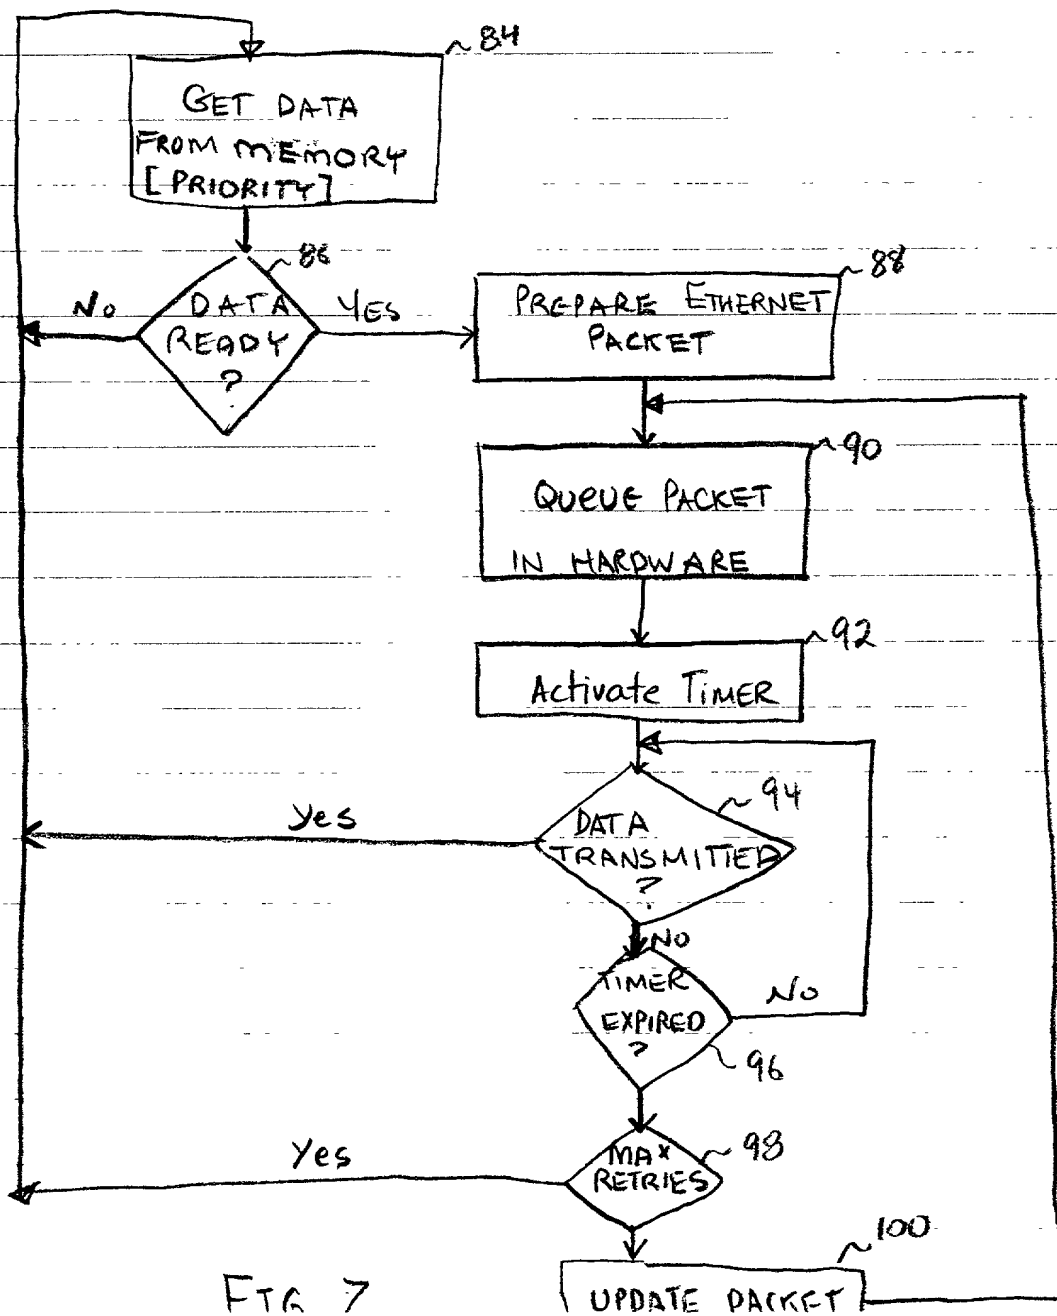 84
GET DATA
FROM MEMORY
[PRIORITY]
86
DATA
READY
?
No
YES
88
PREPARE ETHERNET
PACKET
90
QUEUE PACKET
IN HARDWARE
92
Activate TIMER
94
DATA
TRANSMITTED
?
Yes
No
TIMER
EXPIRED
?
No
96
MAX
RETRIES
98
Yes
100
UPDATE PACKET
FIG 7